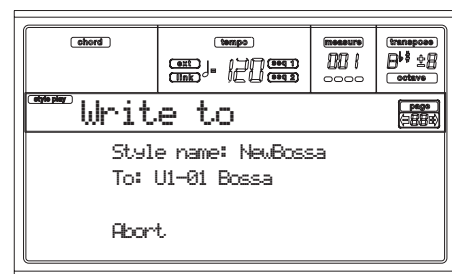 chord tempo measure transpose
ext ♩= 120 seq 1 001 ±8
link seq 2 octave
style play Write to page
Style name: NewBossa
To: U1-01 Bossa
Abort